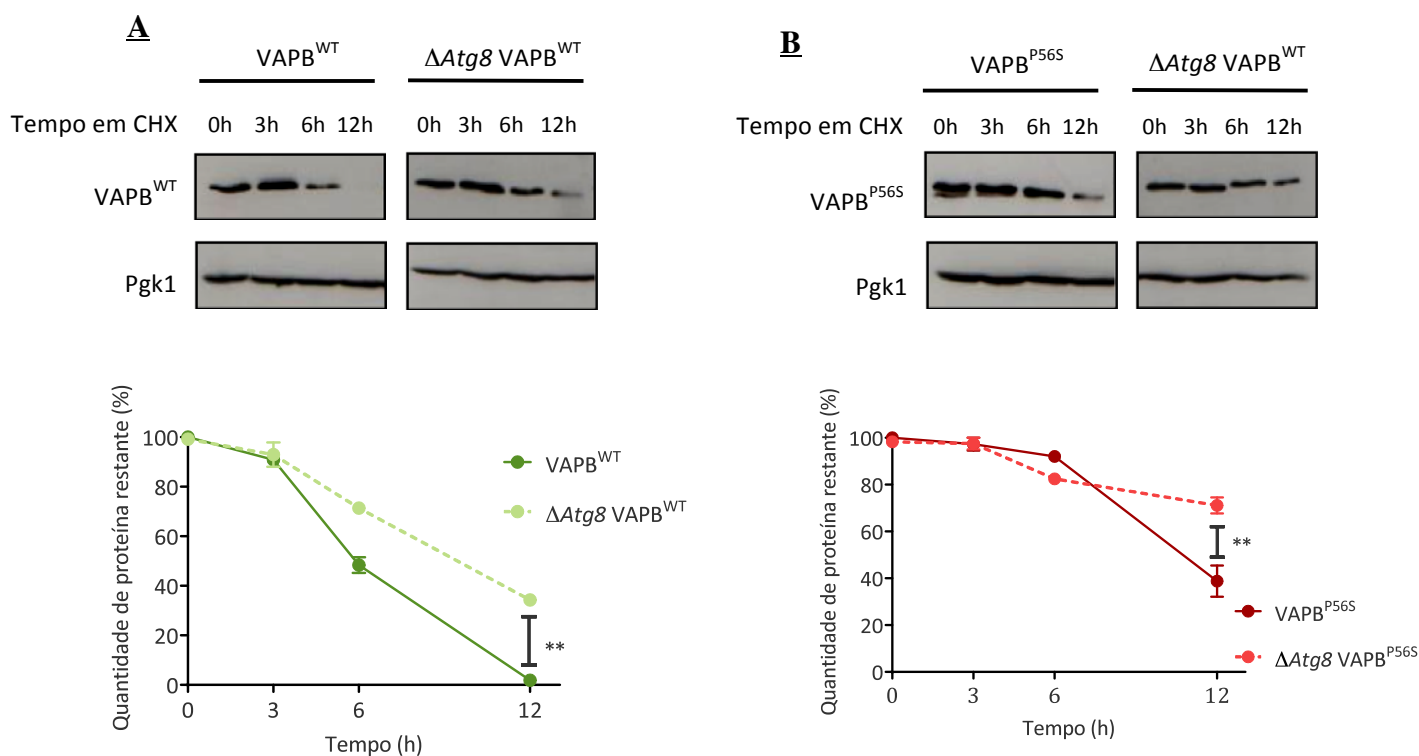 A
VAPB^WT
ΔAtg8 VAPB^WT
Tempo em CHX 0h 3h 6h 12h 0h 3h 6h 12h
VAPB^WT
Pgk1
Quantidade de proteína restante (%)
100
80
60
40
20
0
0 3 6 12
Tempo (h)
VAPB^WT
ΔAtg8 VAPB^WT
**
B
VAPB^P56S
ΔAtg8 VAPB^WT
Tempo em CHX 0h 3h 6h 12h 0h 3h 6h 12h
VAPB^P56S
Pgk1
Quantidade de proteína restante (%)
100
80
60
40
20
0
0 3 6 12
Tempo (h)
**
VAPB^P56S
ΔAtg8 VAPB^P56S